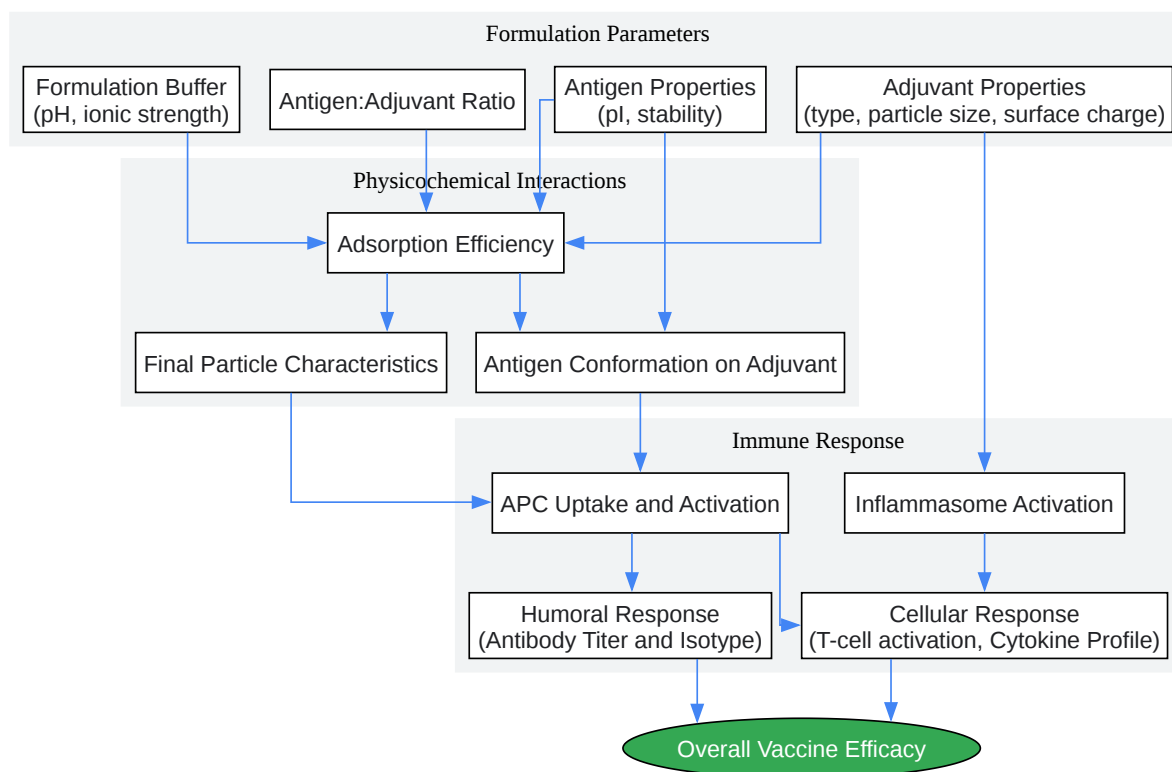 Formulation Parameters
Formulation Buffer
(pH, ionic strength)
Antigen:Adjuvant Ratio
Antigen Properties
(pI, stability)
Adjuvant Properties
(type, particle size, surface charge)
Physicochemical Interactions
Adsorption Efficiency
Final Particle Characteristics
Antigen Conformation on Adjuvant
Immune Response
APC Uptake and Activation
Inflammasome Activation
Humoral Response
(Antibody Titer and Isotype)
Cellular Response
(T-cell activation, Cytokine Profile)
Overall Vaccine Efficacy